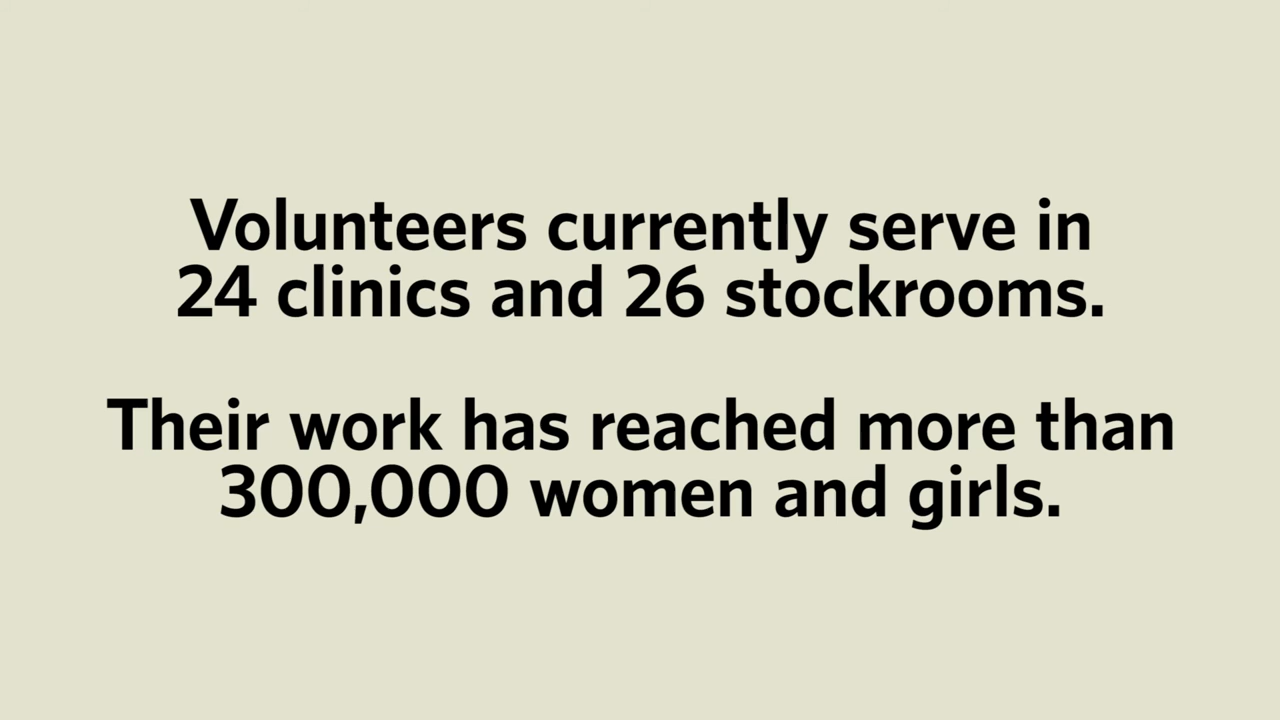 Volunteers currently serve in
24 clinics and 26 stockrooms.
Their work has reached more than
300,000 women and girls.